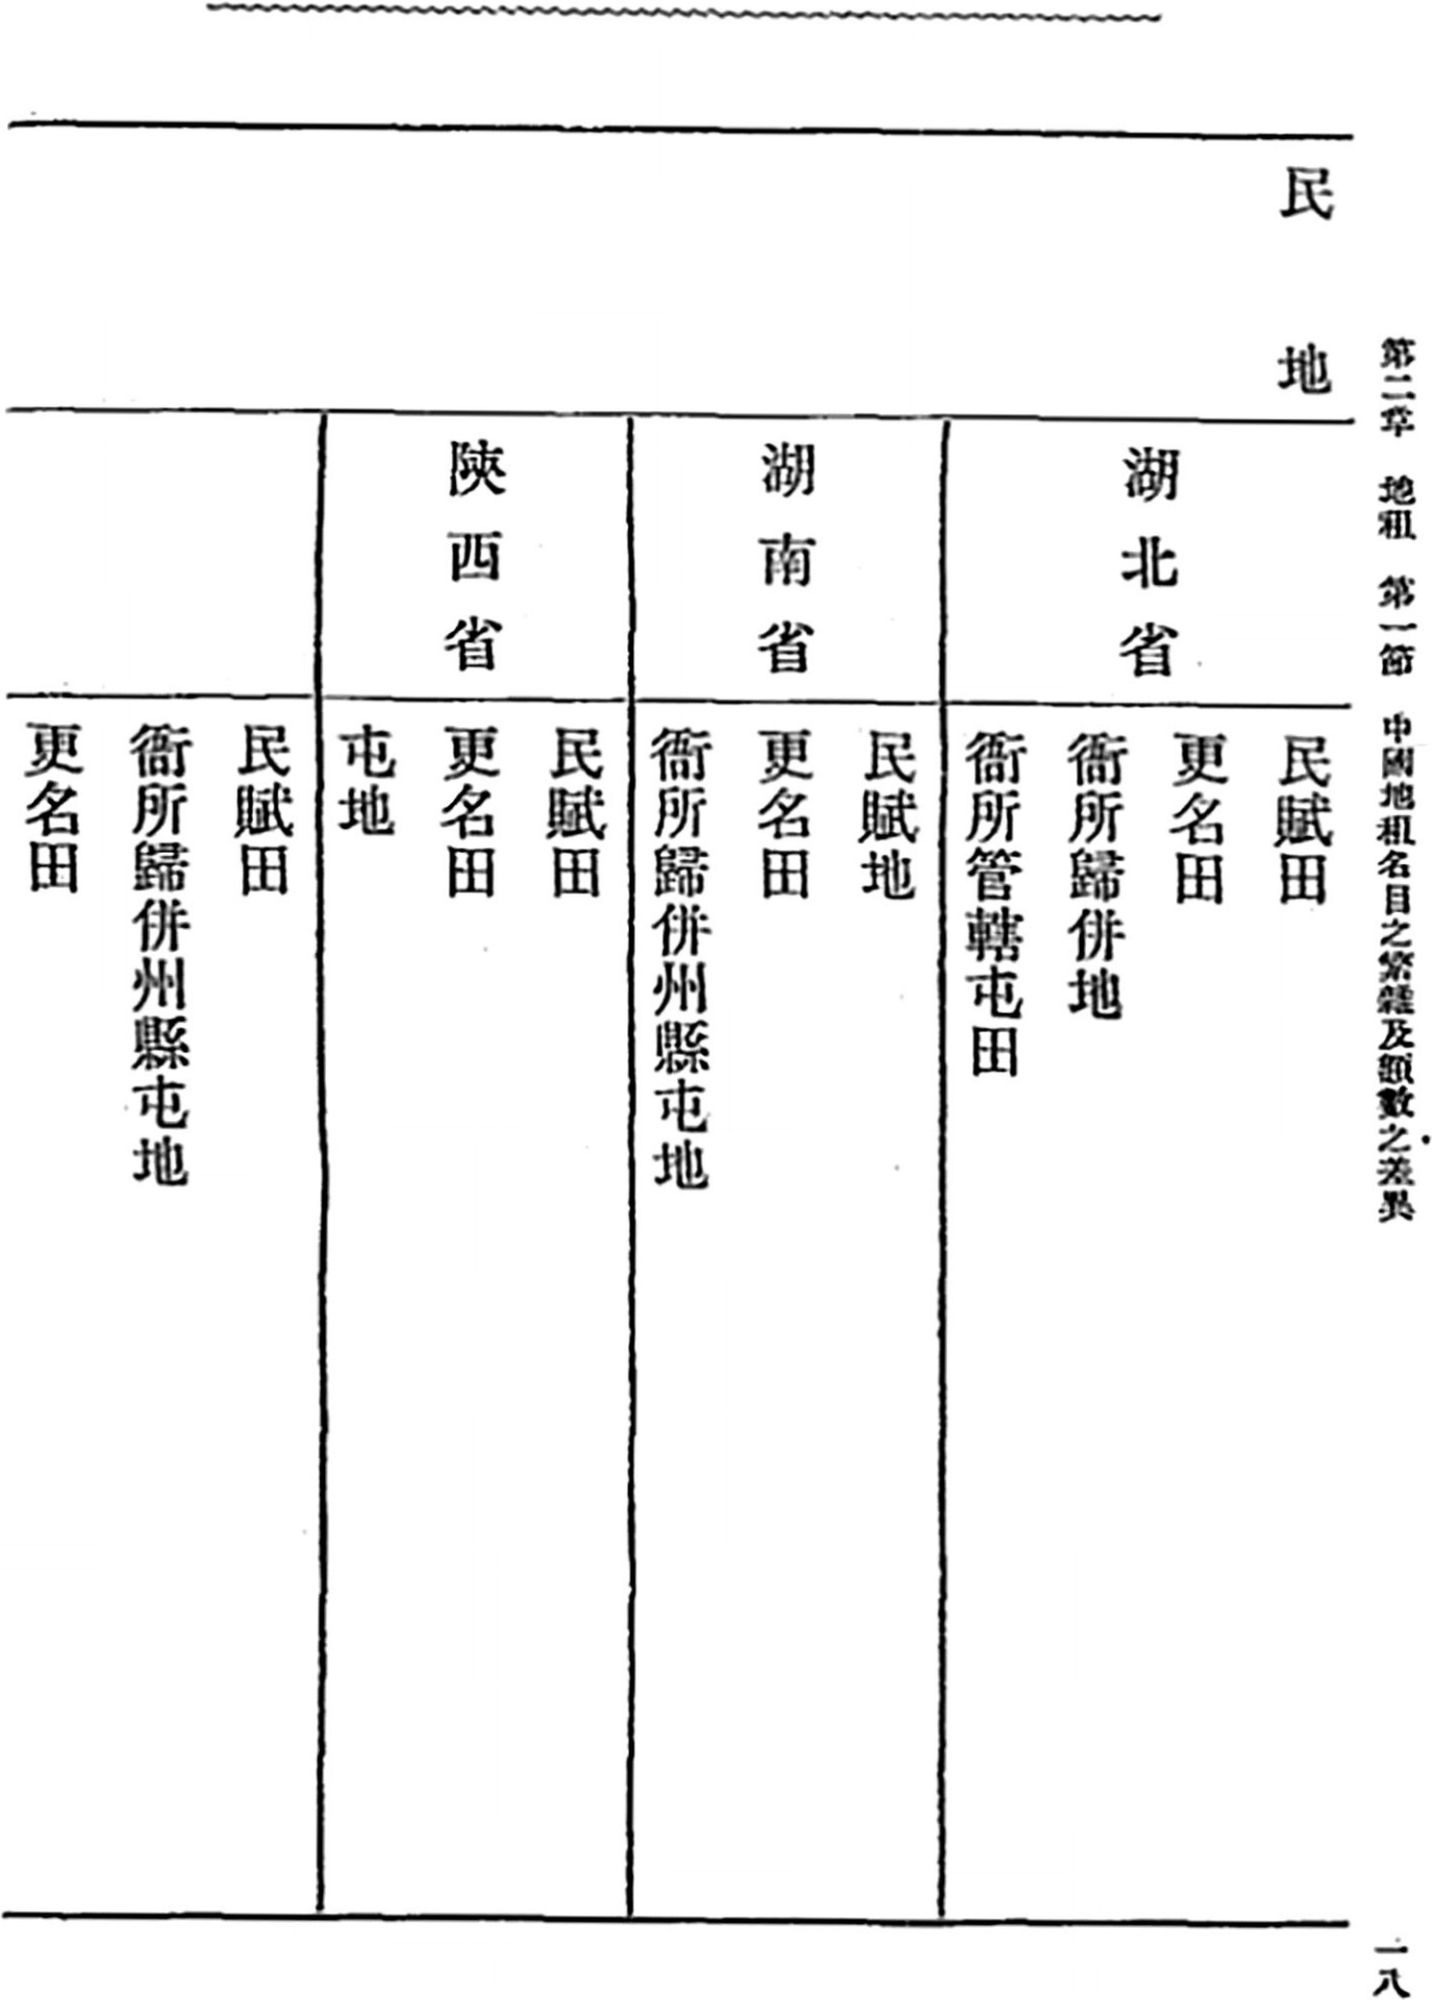 第二章　地租　第一節　中國地租名目之繁雜及額數之差異
一八
民地
湖北省
民賦田
更名田
衞所歸併地
衞所管轄屯田
湖南省
民賦地
更名田
衞所歸併州縣屯地
陝西省
民賦田
更名田
屯地
民賦田
衞所歸併州縣屯地
更名田